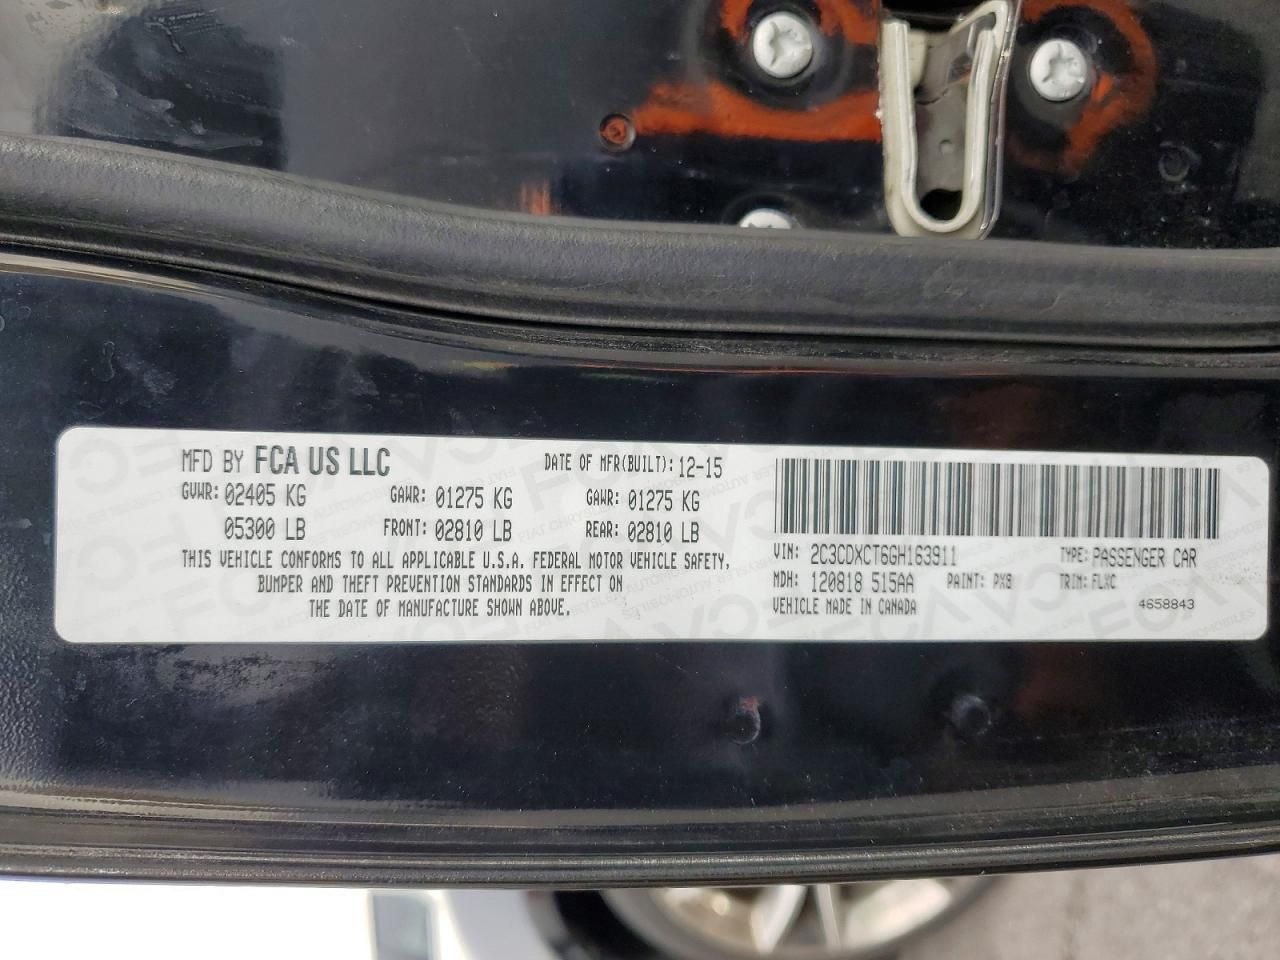 MFD BY FCA US LLC DATE OF MFR(BUILT): 12-15
GVWR: 02405 KG GAWR: 01275 KG GAWR: 01275 KG
05300 LB FRONT: 02810 LB REAR: 02810 LB
THIS VEHICLE CONFORMS TO ALL APPLICABLE U.S.A. FEDERAL MOTOR VEHICLE SAFETY,
BUMPER AND THEFT PREVENTION STANDARDS IN EFFECT ON
THE DATE OF MANUFACTURE SHOWN ABOVE.
VIN: 2C3CDXCT6GH163911 TYPE: PASSENGER CAR
MDH: 120818 515AA PAINT: PX8 TRIM: FLXC
VEHICLE MADE IN CANADA 4658843